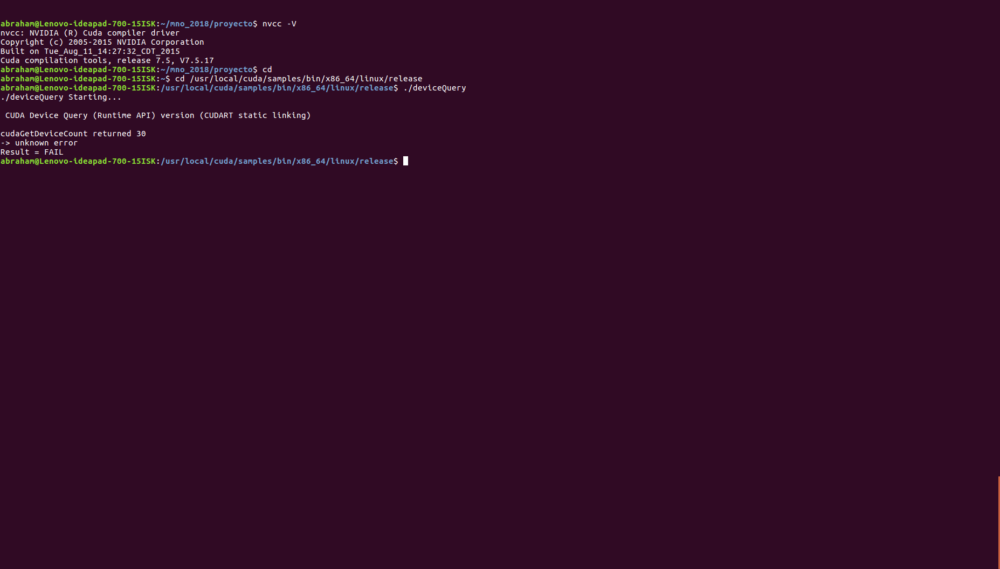 abraham@Lenovo-ideapad-700-15ISK:~/mno_2018/proyecto$ nvcc -V
nvcc: NVIDIA (R) Cuda compiler driver
Copyright (c) 2005-2015 NVIDIA Corporation
Built on Tue_Aug_11_14:27:32_CDT_2015
Cuda compilation tools, release 7.5, V7.5.17
abraham@Lenovo-ideapad-700-15ISK:~/mno_2018/proyecto$ cd
abraham@Lenovo-ideapad-700-15ISK:~$ cd /usr/local/cuda/samples/bin/x86_64/linux/release
abraham@Lenovo-ideapad-700-15ISK:/usr/local/cuda/samples/bin/x86_64/linux/release$ ./deviceQuery
./deviceQuery Starting...
CUDA Device Query (Runtime API) version (CUDART static linking)
cudaGetDeviceCount returned 30
-> unknown error
Result = FAIL
abraham@Lenovo-ideapad-700-15ISK:/usr/local/cuda/samples/bin/x86_64/linux/release$